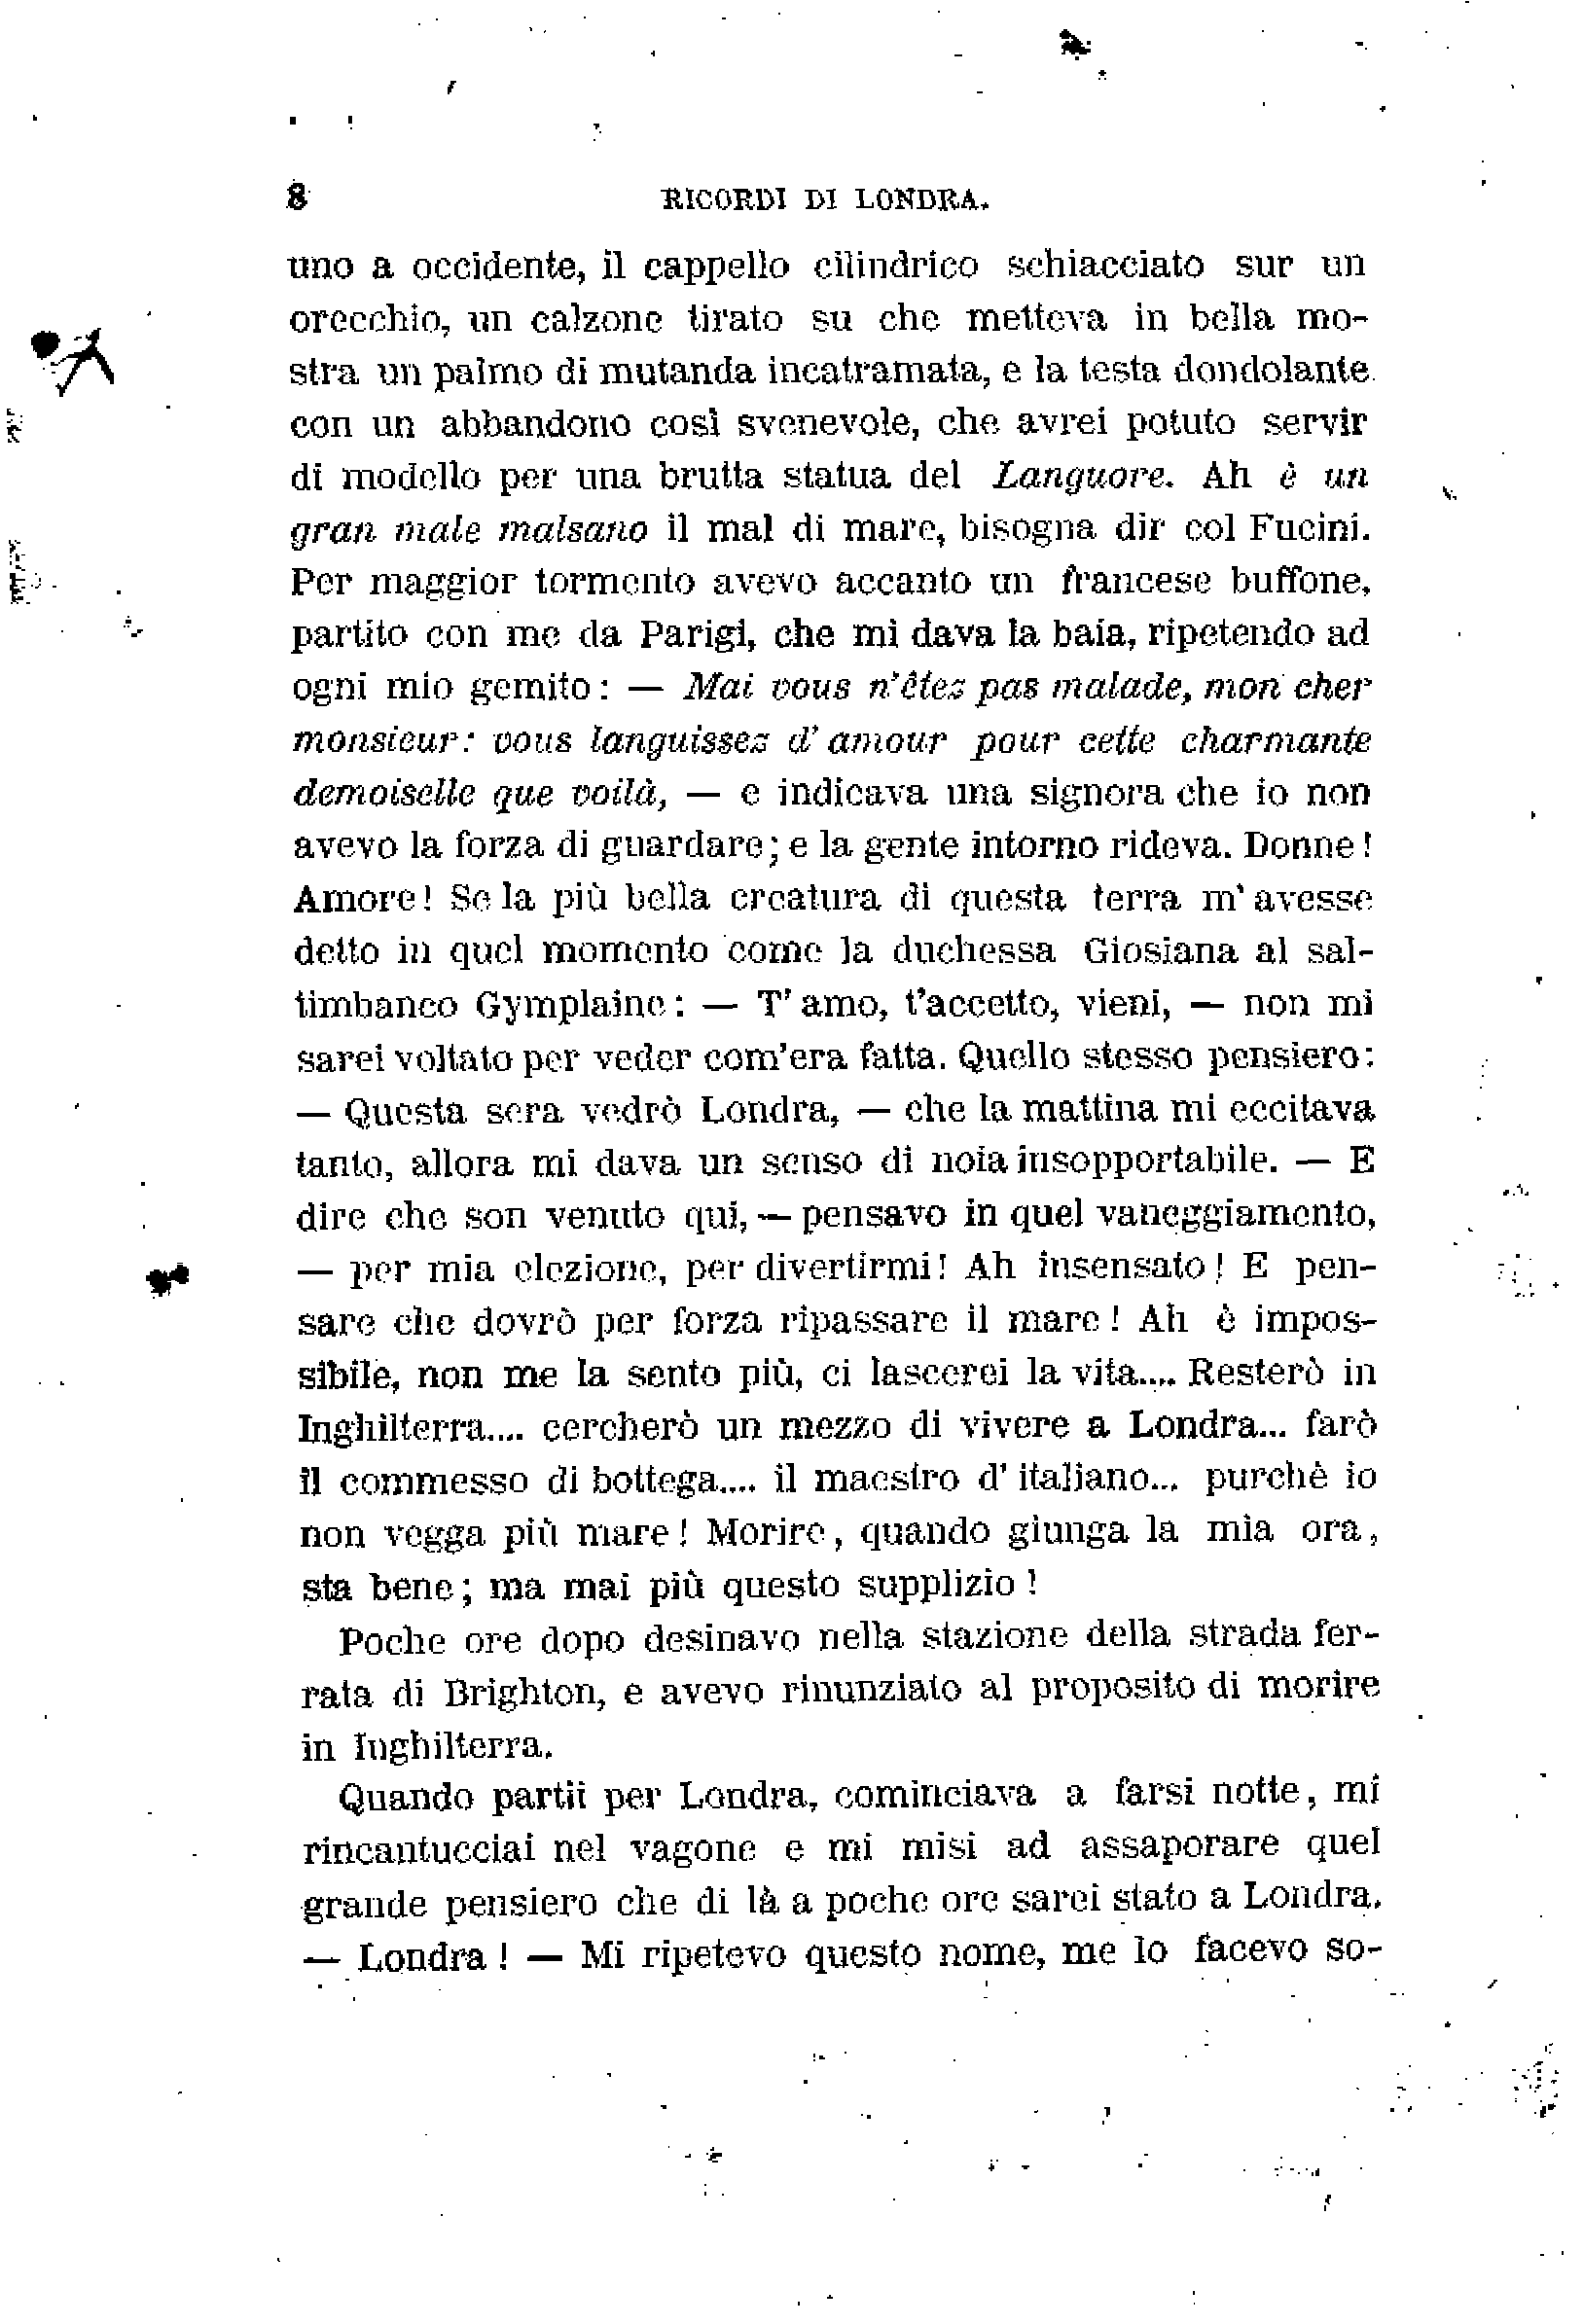 8 RICORDI DI LONDRA.
uno a occidente, il cappello cilindrico schiacciato sur un
orecchio, un calzone tirato su che metteva in bella mo-
stra un palmo di mutanda incatramata, e la testa dondolante
con un abbandono così svenevole, che avrei potuto servir
di modello per una brutta statua del Languore. Ah è un
gran male malsano il mal di mare, bisogna dir col Fucini.
Per maggior tormento avevo accanto un francese buffone,
partito con me da Parigi, che mi dava la baia, ripetendo ad
ogni mio gemito: — Mai vous n'êtez pas malade, mon cher
monsieur: vous languissez d'amour pour cette charmante
demoiselle que voilà, — e indicava una signora che io non
avevo la forza di guardare; e la gente intorno rideva. Donne!
Amore! Se la più bella creatura di questa terra m'avesse
detto in quel momento come la duchessa Giosiana al sal-
timbanco Gymplaine: — T'amo, t'accetto, vieni, — non mi
sarei voltato per veder com'era fatta. Quello stesso pensiero:
— Questa sera vedrò Londra, — che la mattina mi eccitava
tanto, allora mi dava un senso di noia insopportabile. — E
dire che son venuto qui, — pensavo in quel vaneggiamento,
— per mia elezione, per divertirmi! Ah insensato! E pen-
sare che dovrò per forza ripassare il mare! Ah è impos-
sibile, non me la sento più, ci lascerei la vita.... Resterò in
Inghilterra.... cercherò un mezzo di vivere a Londra... farò
il commesso di bottega.... il maestro d'italiano... purchè io
non vegga più mare! Morire, quando giunga la mia ora,
sta bene; ma mai più questo supplizio!
Poche ore dopo desinavo nella stazione della strada fer-
rata di Brighton, e avevo rinunziato al proposito di morire
in Inghilterra.
Quando partii per Londra, cominciava a farsi notte, mi
rincantucciai nel vagone e mi misi ad assaporare quel
grande pensiero che di là a poche ore sarei stato a Londra.
— Londra! — Mi ripetevo questo nome, me lo facevo so-